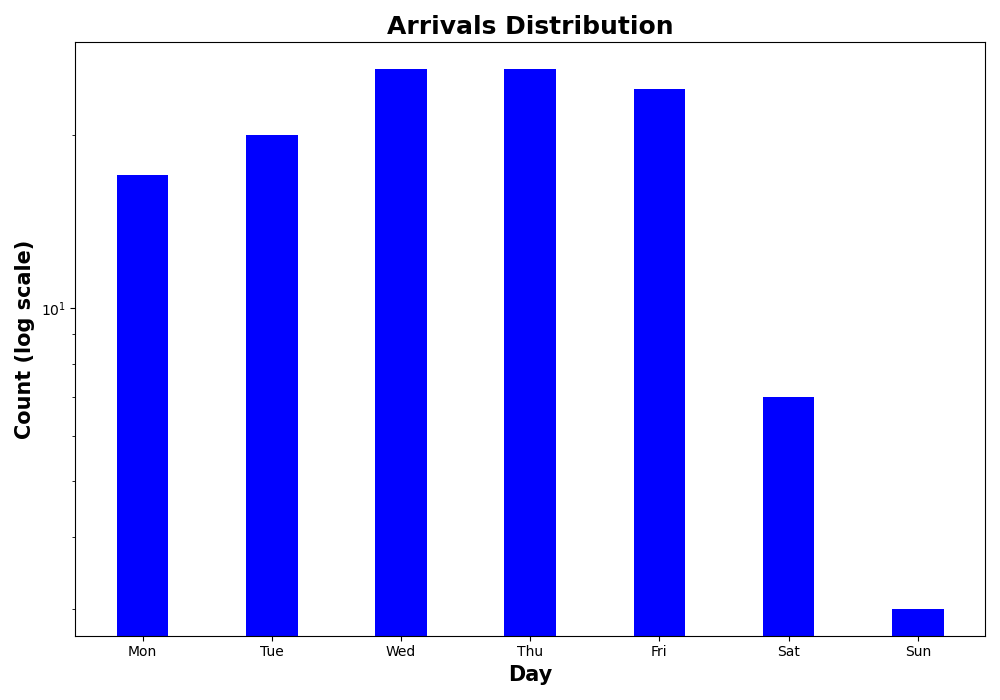 Arrivals Distribution
Count (log scale)
10¹
Mon Tue Wed Thu Fri Sat Sun
Day